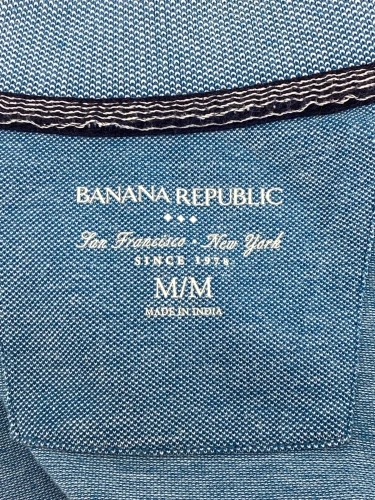 BANANA REPUBLIC
San Francisco · New York
SINCE 1978
M/M
MADE IN INDIA